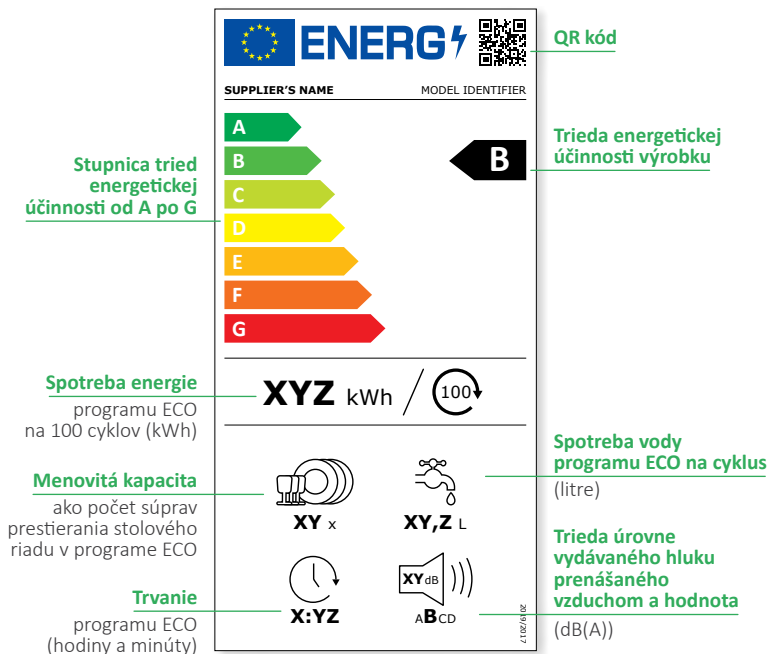 ENERG
QR kód
SUPPLIER'S NAME
MODEL IDENTIFIER
A
B
C
D
E
F
G
B
Trieda energetickej
účinnosti výrobku
Stupnica tried
energetickej
účinnosti od A po G
XYZ kWh / 100
Spotreba energie
programu ECO
na 100 cyklov (kWh)
Menovitá kapacita
ako počet súprav
prestierania stolového
riadu v programe ECO
XY x
XY,Z L
Spotreba vody
programu ECO na cyklus
(litre)
Trvanie
programu ECO
(hodiny a minúty)
X:YZ
XY dB
ABCD
Trieda úrovne
vydávaného hluku
prenášaného
vzduchom a hodnota
(dB(A))
2019/2017